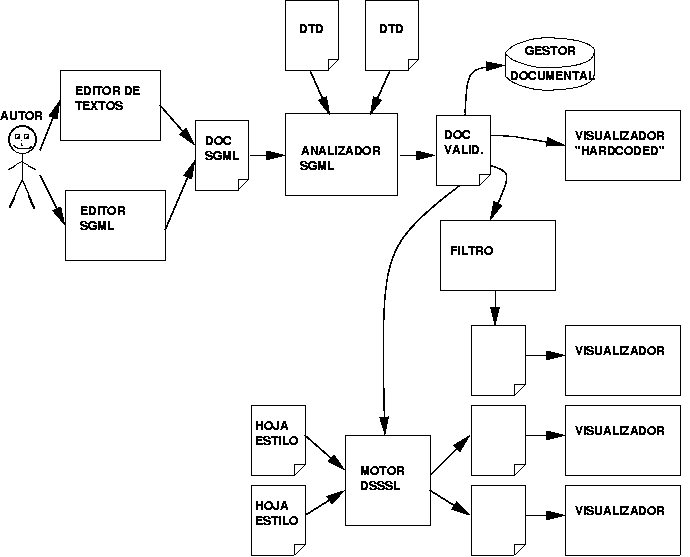 DTD
DTD
GESTOR
DOCUMENTAL
EDITOR DE
TEXTOS
AUTOR
DOC
SGML
ANALIZADOR
SGML
DOC
VALID.
VISUALIZADOR
"HARDCODED"
EDITOR
SGML
FILTRO
VISUALIZADOR
HOJA
ESTILO
VISUALIZADOR
MOTOR
DSSSL
HOJA
ESTILO
VISUALIZADOR